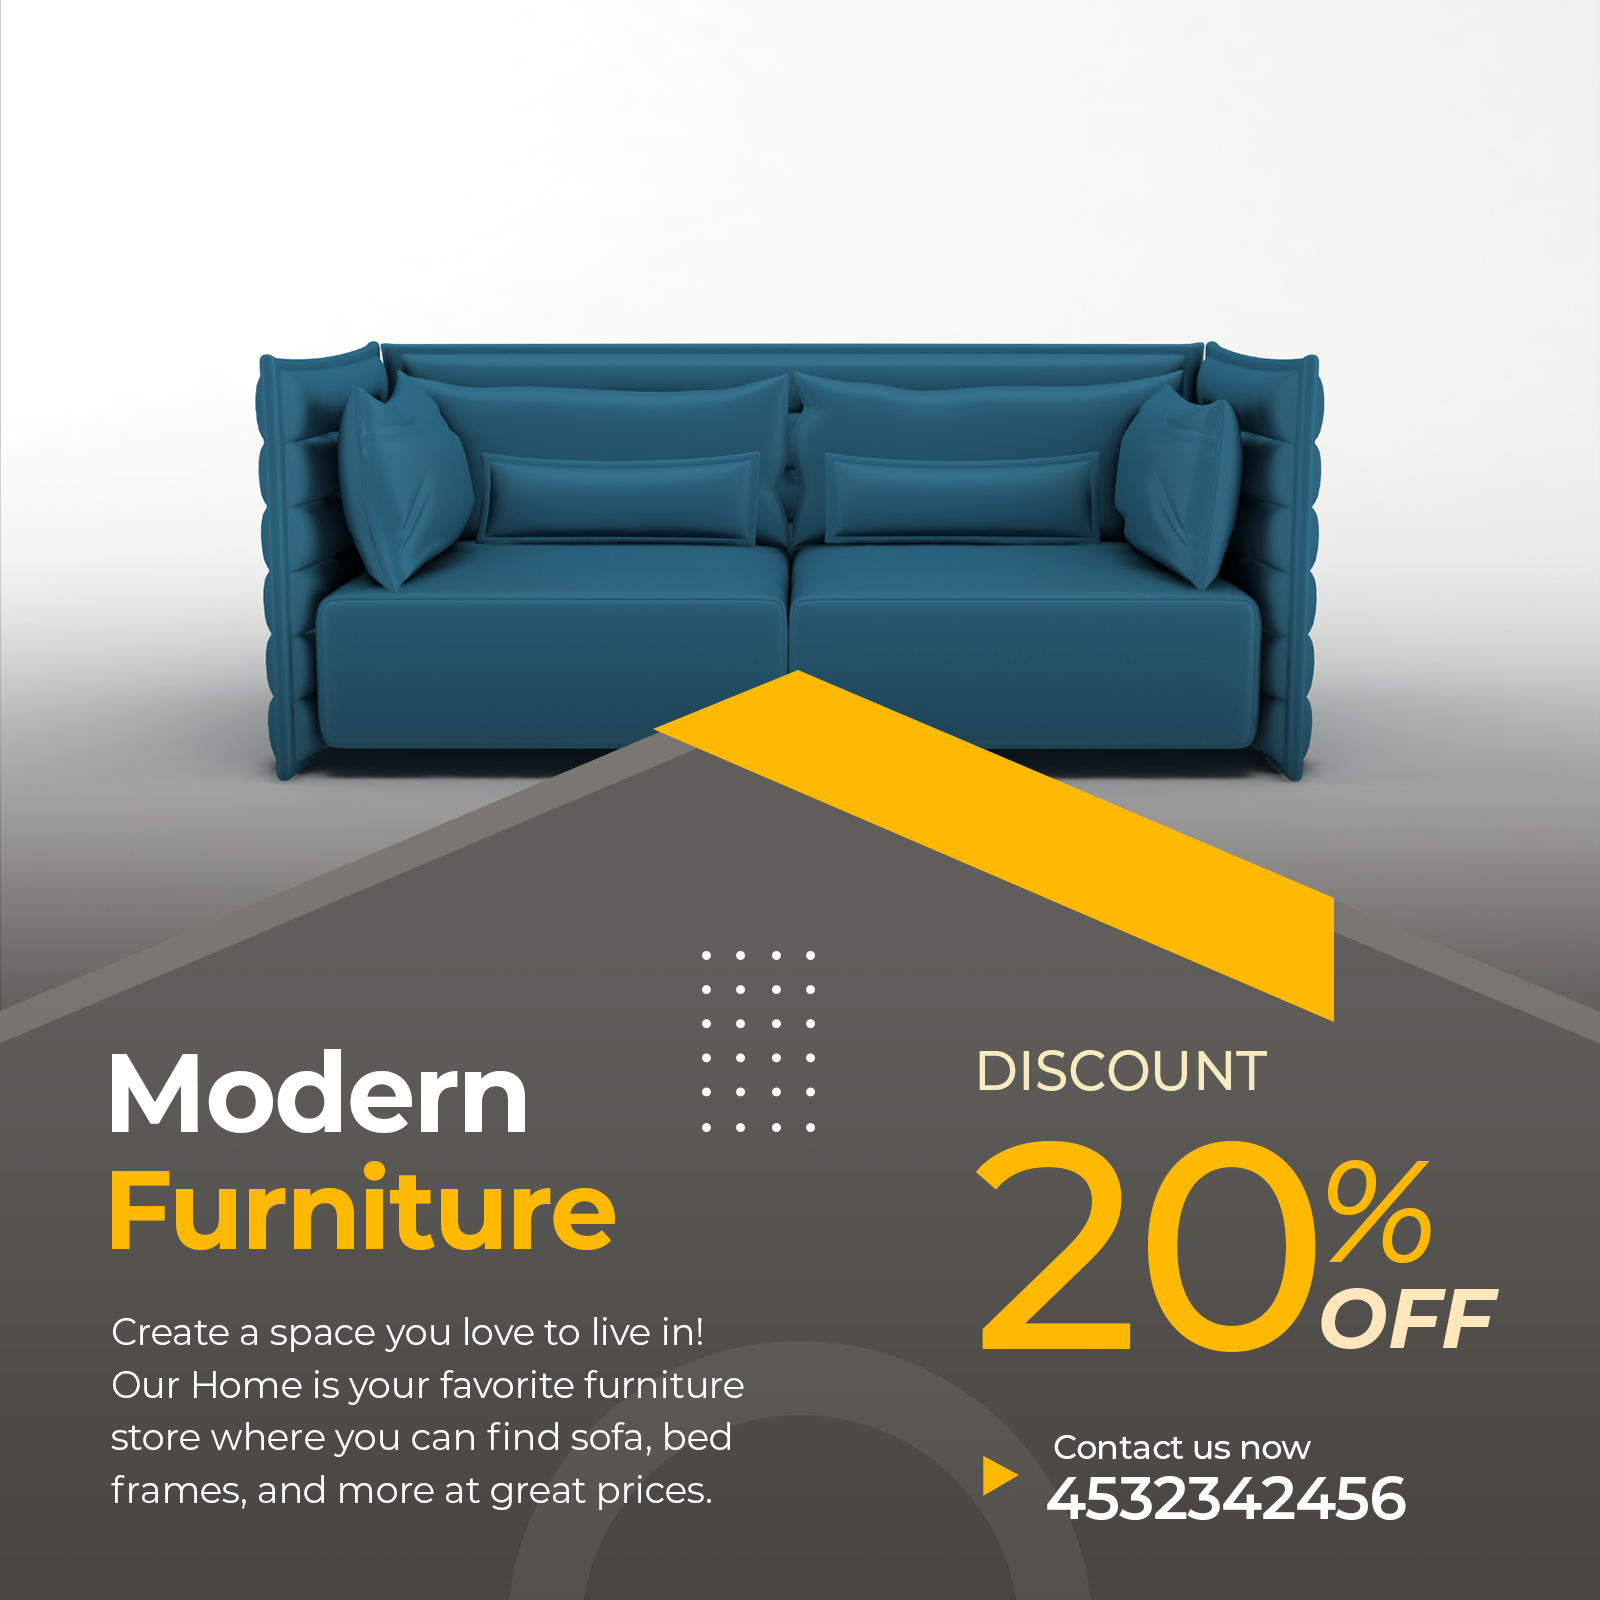 Modern
Furniture
Create a space you love to live in!
Our Home is your favorite furniture
store where you can find sofa, bed
frames, and more at great prices.
DISCOUNT
20%
OFF
Contact us now
4532342456